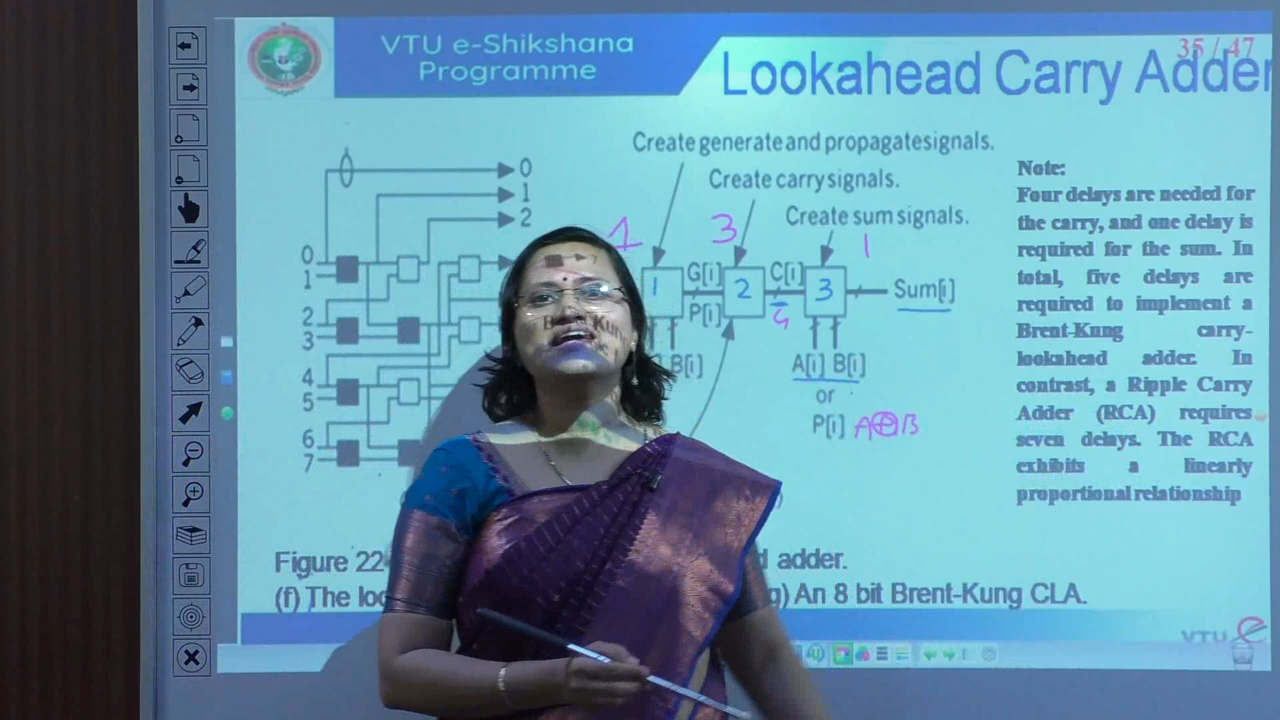 VTU e-Shikshana
Programme
35 / 47
Lookahead Carry Adder
Create generate and propagatesignals.
Create carry signals.
Create sum signals.
Note:
Four delays are needed for
the carry, and one delay is
required for the sum. In
total, five delays are
required to implement a
Brent-Kung carry-
lookahead adder. In
contrast, a Ripple Carry
Adder (RCA) requires
seven delays. The RCA
exhibits a linearly
proportional relationship
0
1
2
0
1
2
3
4
5
6
7
1
3
1
1
G[i]
P[i]
2
C[i]
4
3
Sum[i]
B[i]
A[i] B[i]
or
P[i] A⊕B
Figure 22
adder.
(f) The
g) An 8 bit Brent-Kung CLA.
VTU e